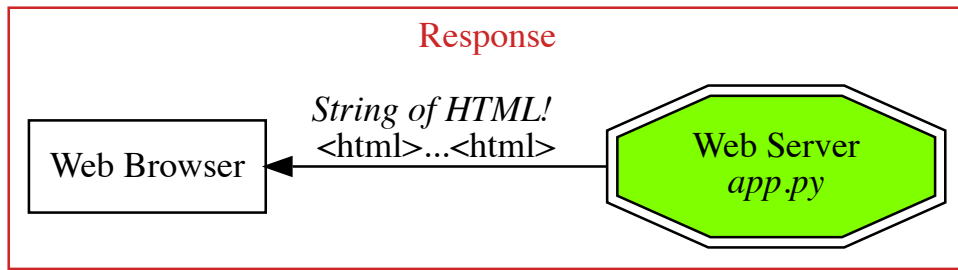 Response
String of HTML!
<html>...<html>
Web Browser
Web Server
app.py